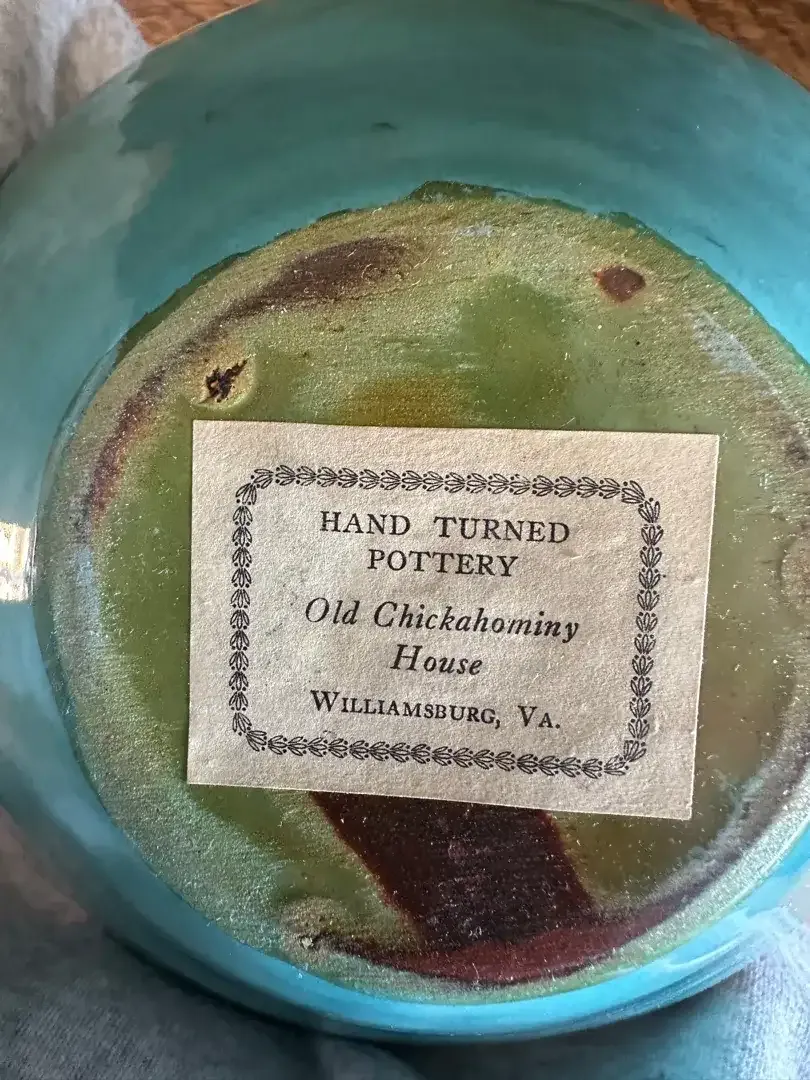 HAND TURNED
POTTERY
Old Chickahominy
House
WILLIAMSBURG, VA.